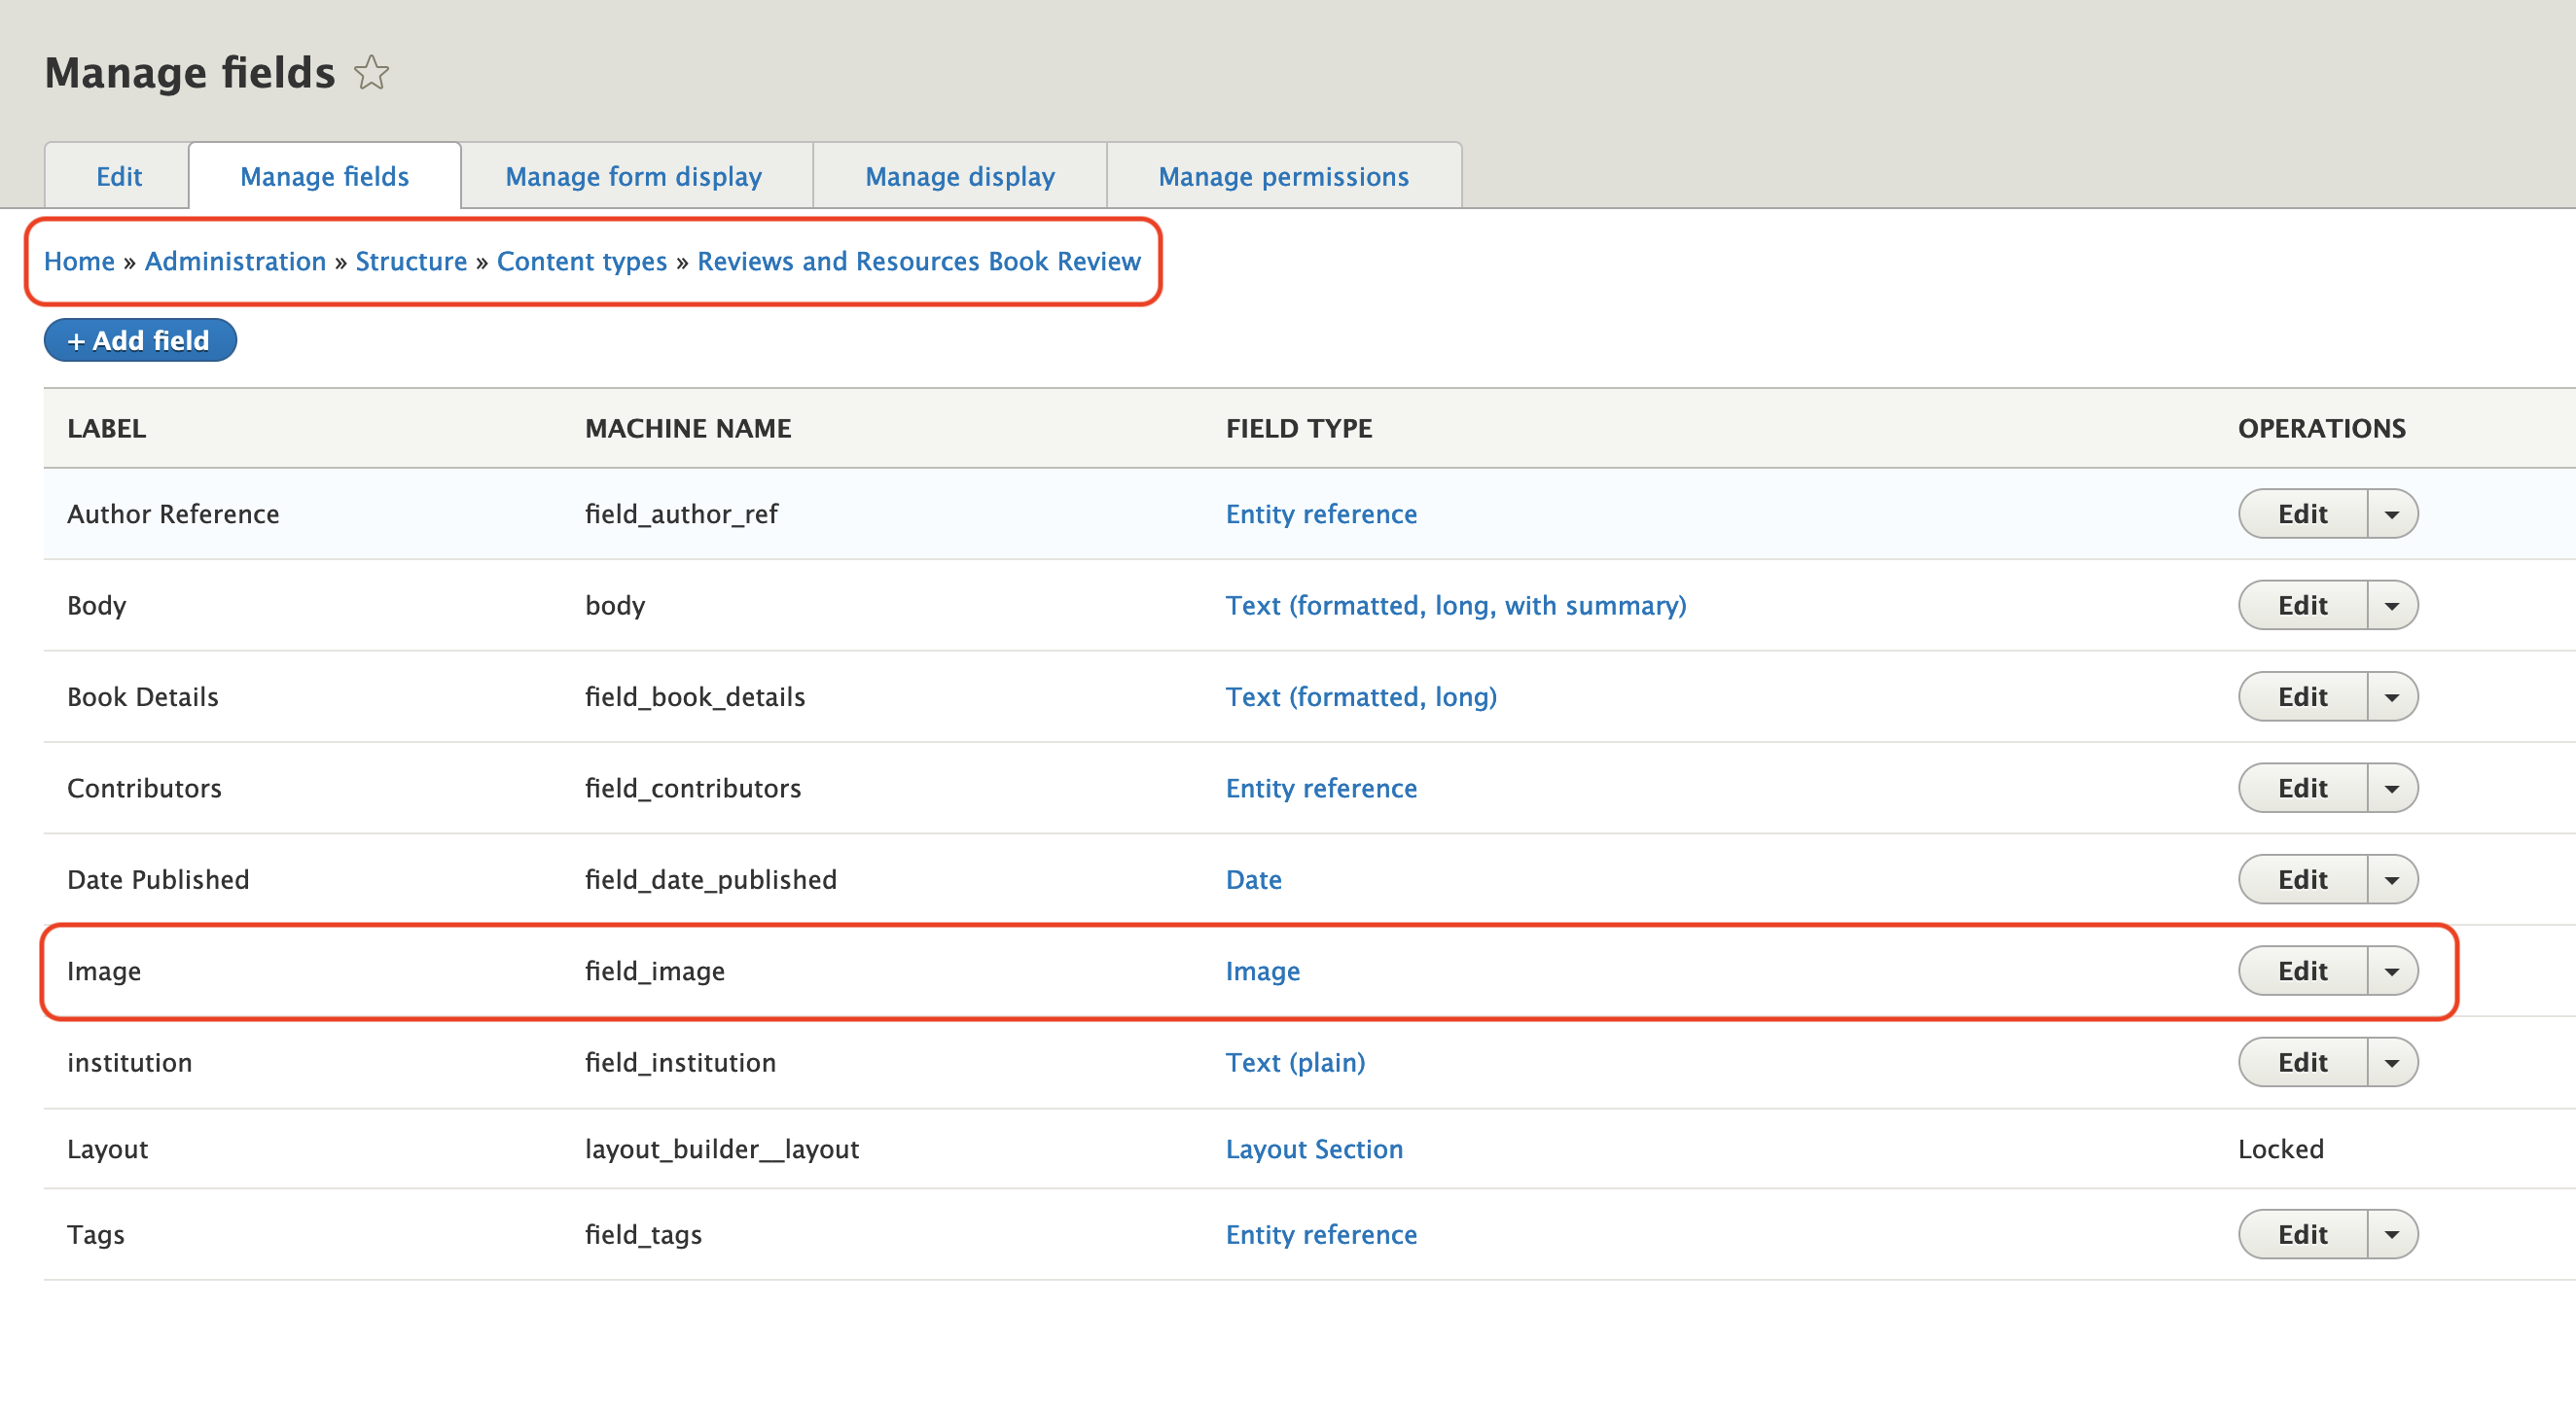 Manage fields
Edit Manage fields Manage form display Manage display Manage permissions
Home » Administration » Structure » Content types » Reviews and Resources Book Review
+ Add field
LABEL MACHINE NAME FIELD TYPE OPERATIONS
Author Reference field_author_ref Entity reference Edit
Body body Text (formatted, long, with summary) Edit
Book Details field_book_details Text (formatted, long) Edit
Contributors field_contributors Entity reference Edit
Date Published field_date_published Date Edit
Image field_image Image Edit
institution field_institution Text (plain) Edit
Layout layout_builder__layout Layout Section Locked
Tags field_tags Entity reference Edit